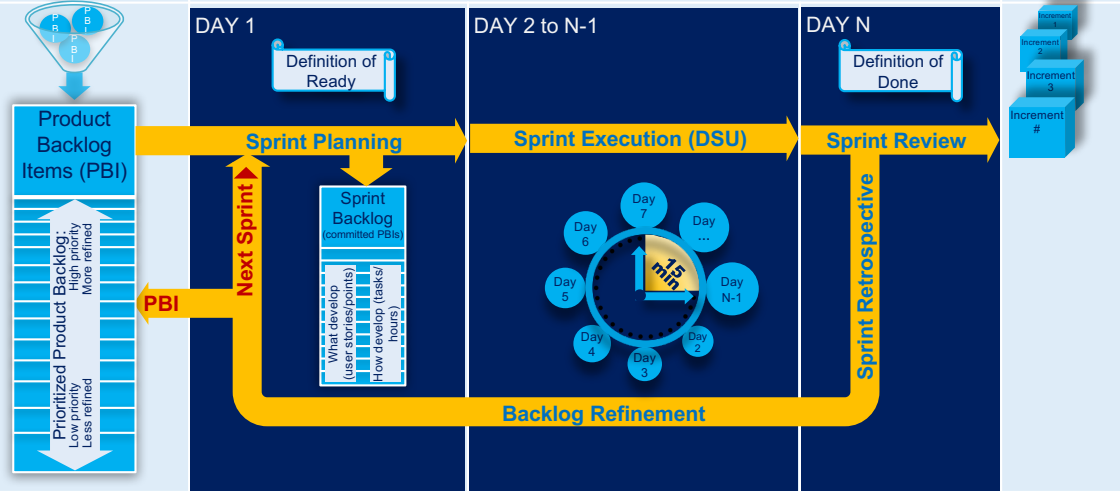 P
B
I
P
B
I
P
B
I
Product
Backlog
Items (PBI)
Prioritized Product Backlog:
High priority
More refined
Low priority
Less refined
PBI
Next Sprint
DAY 1
Definition of
Ready
Sprint Planning
Sprint
Backlog
(committed PBIs)
What develop
(user stories/points)
How develop (tasks/
hours)
DAY 2 to N-1
Sprint Execution (DSU)
Day
7
Day
...
Day
6
15
min
Day
5
Day
N-1
Day
4
Day
2
Day
3
Backlog Refinement
DAY N
Definition of
Done
Sprint Review
Sprint Retrospective
Increment
1
Increment
2
Increment
3
Increment
#